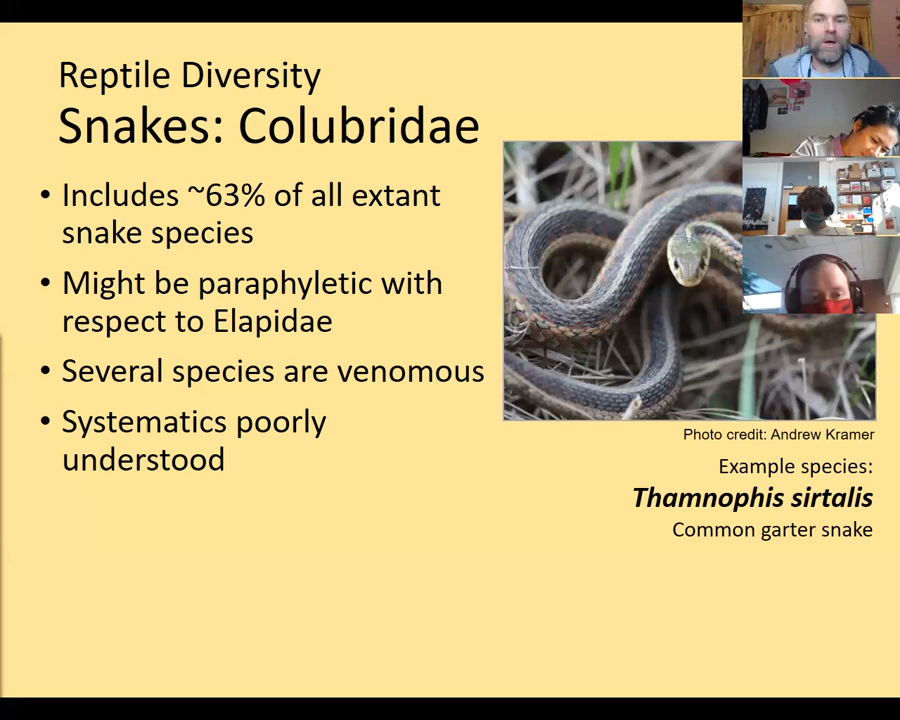 Reptile Diversity
Snakes: Colubridae
• Includes ~63% of all extant
snake species
• Might be paraphyletic with
respect to Elapidae
• Several species are venomous
• Systematics poorly
understood
Photo credit: Andrew Kramer
Example species:
Thamnophis sirtalis
Common garter snake